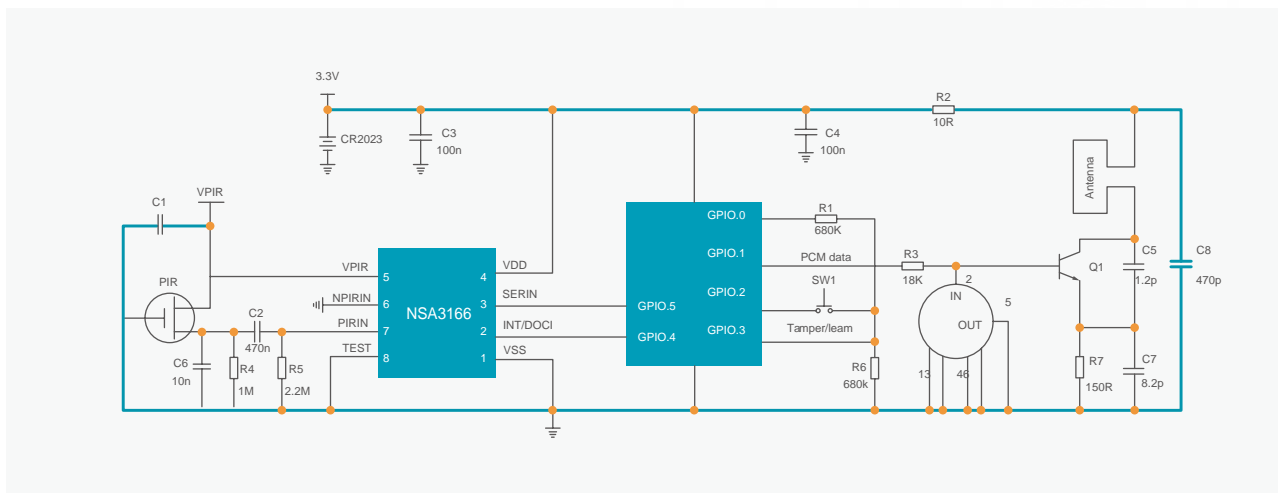 3.3V
R2
10R
CR2023
C3
100n
C4
100n
Antenna
C1
VPIR
PIR
C2
470n
C6
10n
R4
1M
R5
2.2M
VPIR
NPIRIN
PIRIN
TEST
5
6
7
8
NSA3166
4
3
2
1
VDD
SERIN
INT/DOCI
VSS
GPIO.0
GPIO.1
GPIO.2
GPIO.3
GPIO.5
GPIO.4
R1
680K
PCM data
R3
18K
SW1
Tamper/leam
R6
680k
2
IN
5
OUT
13
46
Q1
C5
1.2p
C8
470p
R7
150R
C7
8.2p